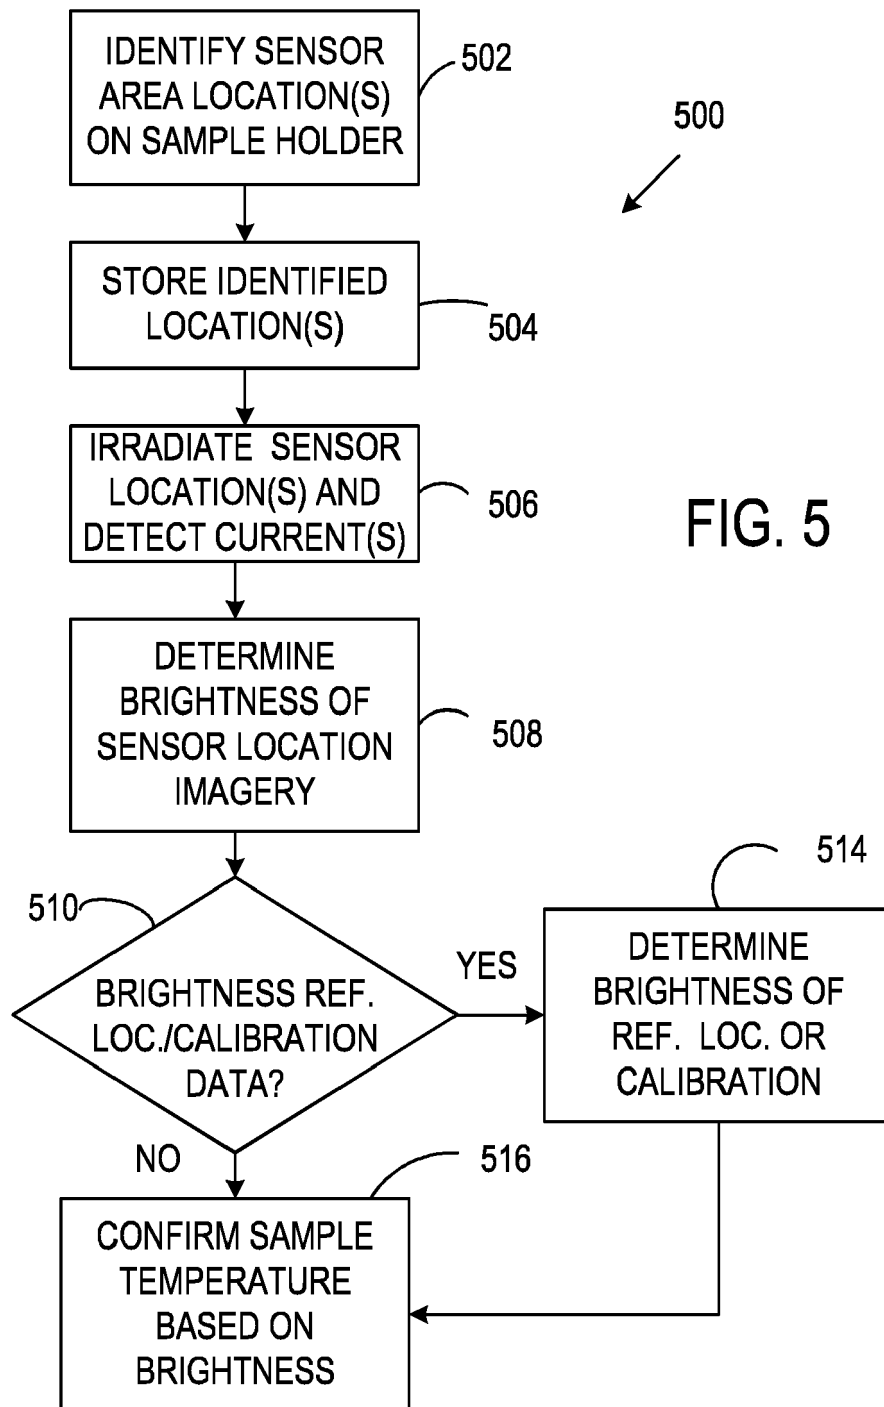 IDENTIFY SENSOR
AREA LOCATION(S)
ON SAMPLE HOLDER
502
500
STORE IDENTIFIED
LOCATION(S)
504
IRRADIATE SENSOR
LOCATION(S) AND
DETECT CURRENT(S)
506
FIG. 5
DETERMINE
BRIGHTNESS OF
SENSOR LOCATION
IMAGERY
508
510
BRIGHTNESS REF.
LOC./CALIBRATION
DATA?
YES
514
DETERMINE
BRIGHTNESS OF
REF. LOC. OR
CALIBRATION
NO
516
CONFIRM SAMPLE
TEMPERATURE
BASED ON
BRIGHTNESS